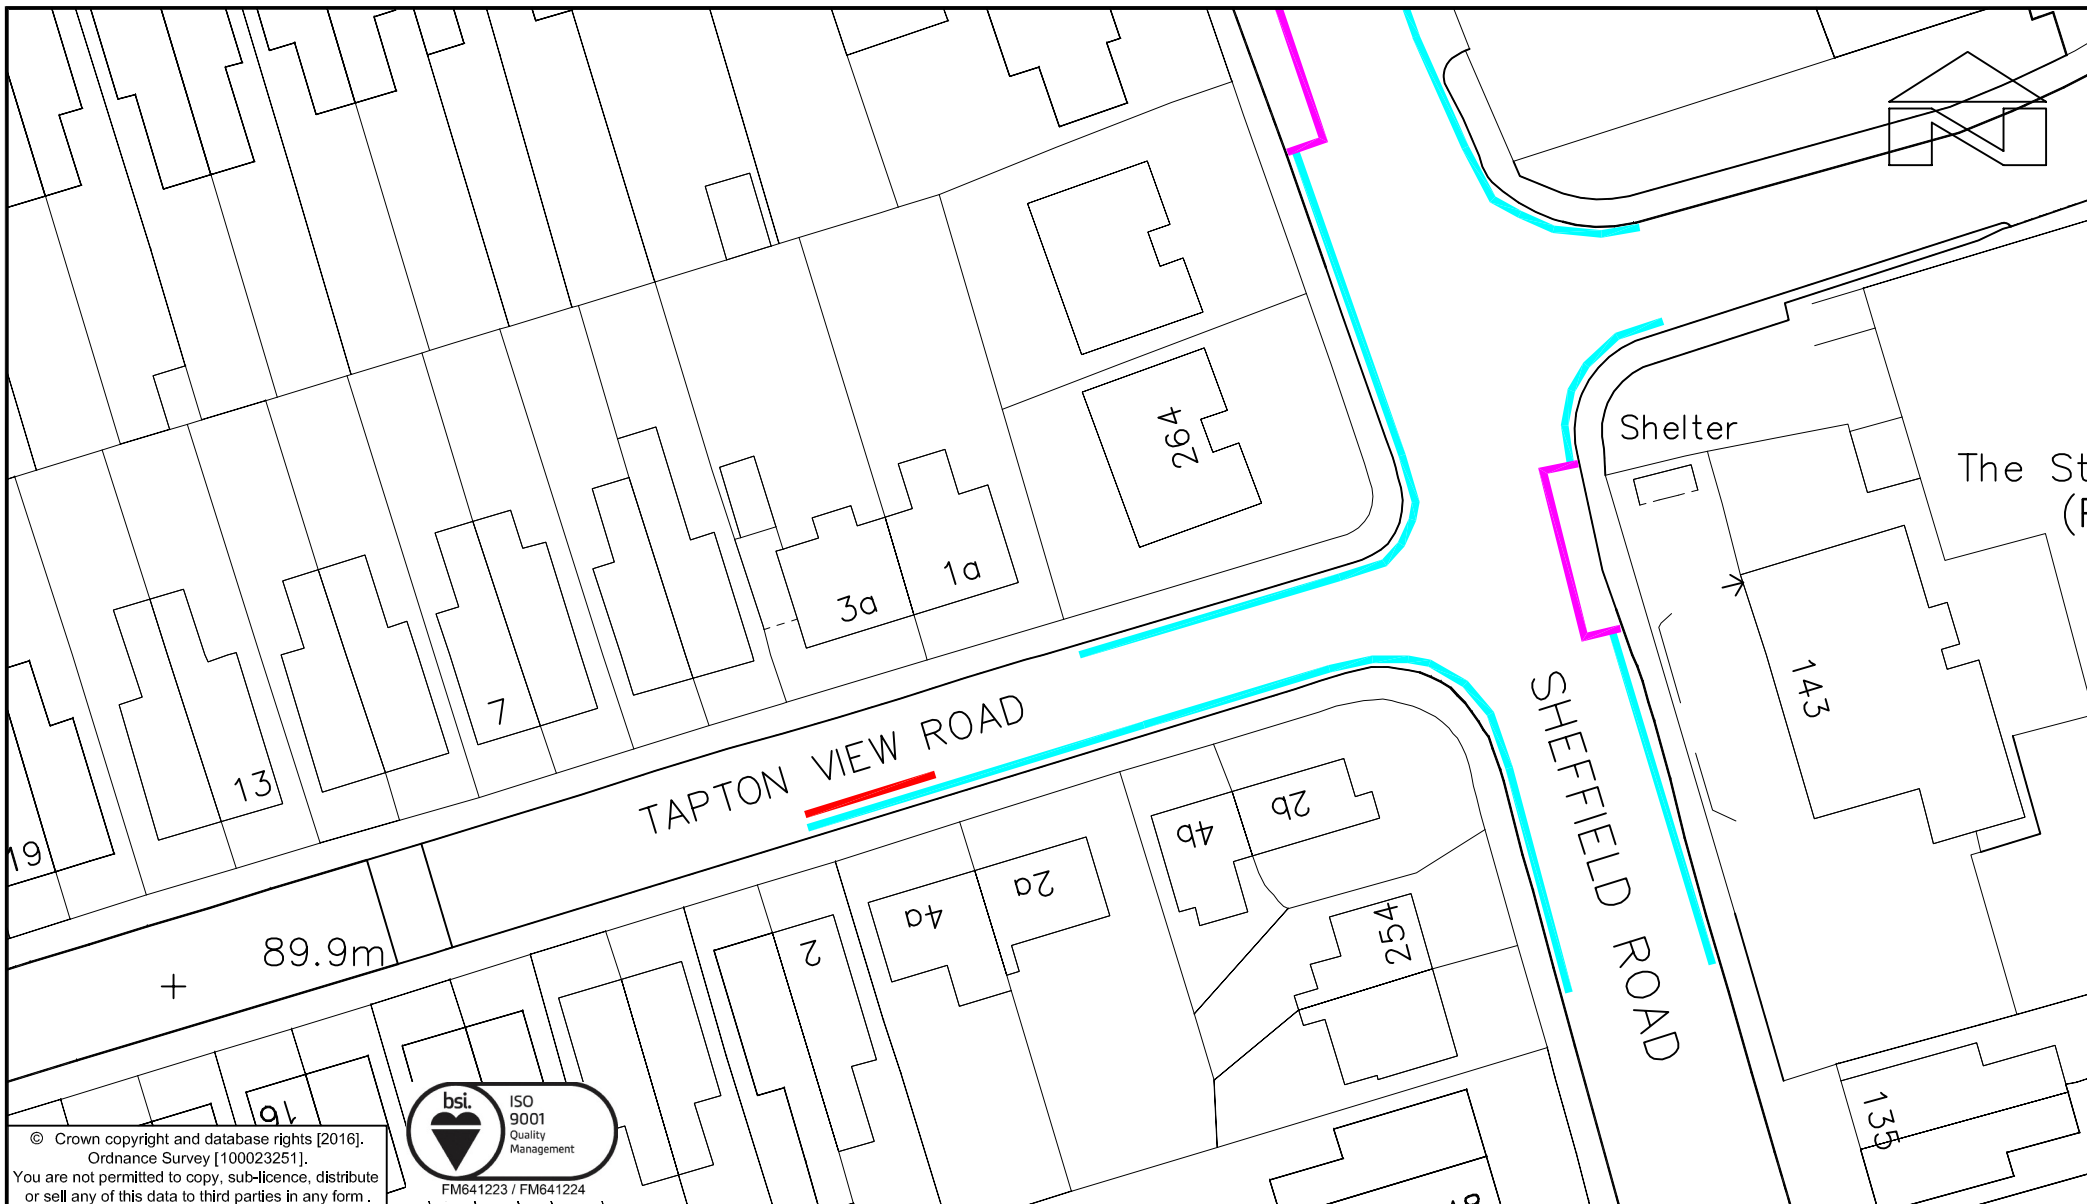 264
Shelter
The St
1a
3a
7
13
19
143
TAPTON VIEW ROAD
SHEFFIELD ROAD
4b
2b
2a
4a
2
254
89.9m
16
135
bsi.
ISO
9001
Quality
Management
FM641223 / FM641224
© Crown copyright and database rights [2016].
Ordnance Survey [100023251].
You are not permitted to copy, sub-licence, distribute
or sell any of this data to third parties in any form .